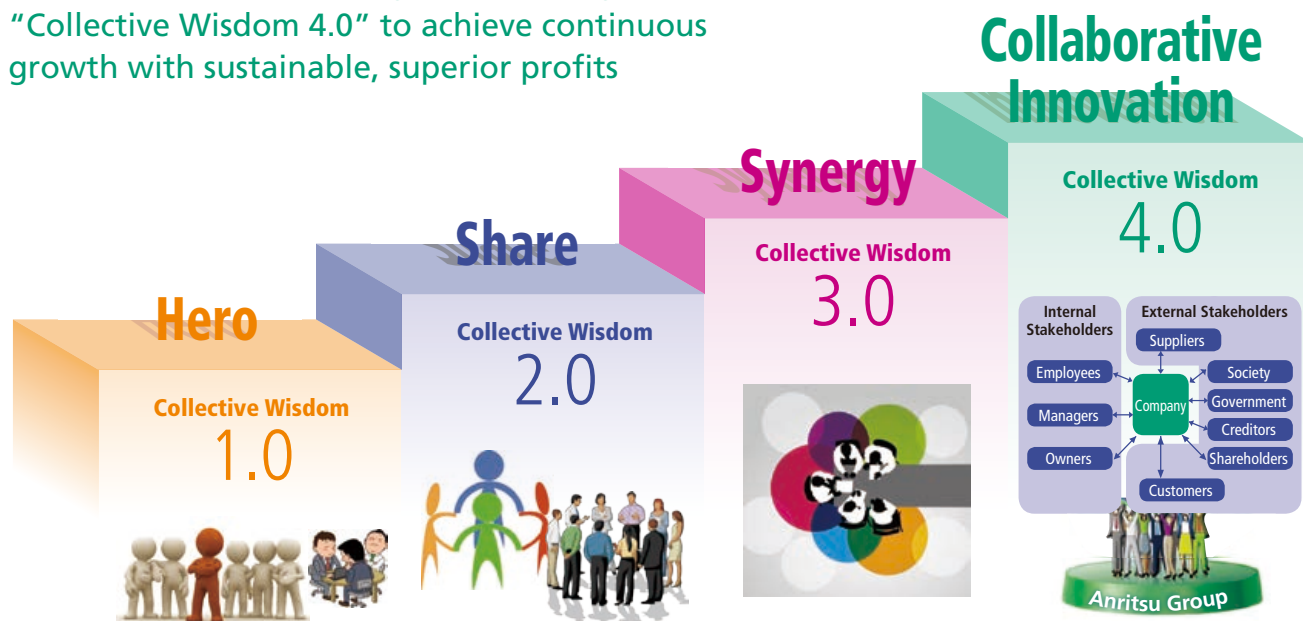 “Collective Wisdom 4.0” to achieve continuous
growth with sustainable, superior profits
Hero
Collective Wisdom
1.0
Share
Collective Wisdom
2.0
Synergy
Collective Wisdom
3.0
Collaborative
Innovation
Collective Wisdom
4.0
Internal
Stakeholders
External Stakeholders
Suppliers
Employees
Managers
Owners
Company
Society
Government
Creditors
Shareholders
Customers
Anritsu Group